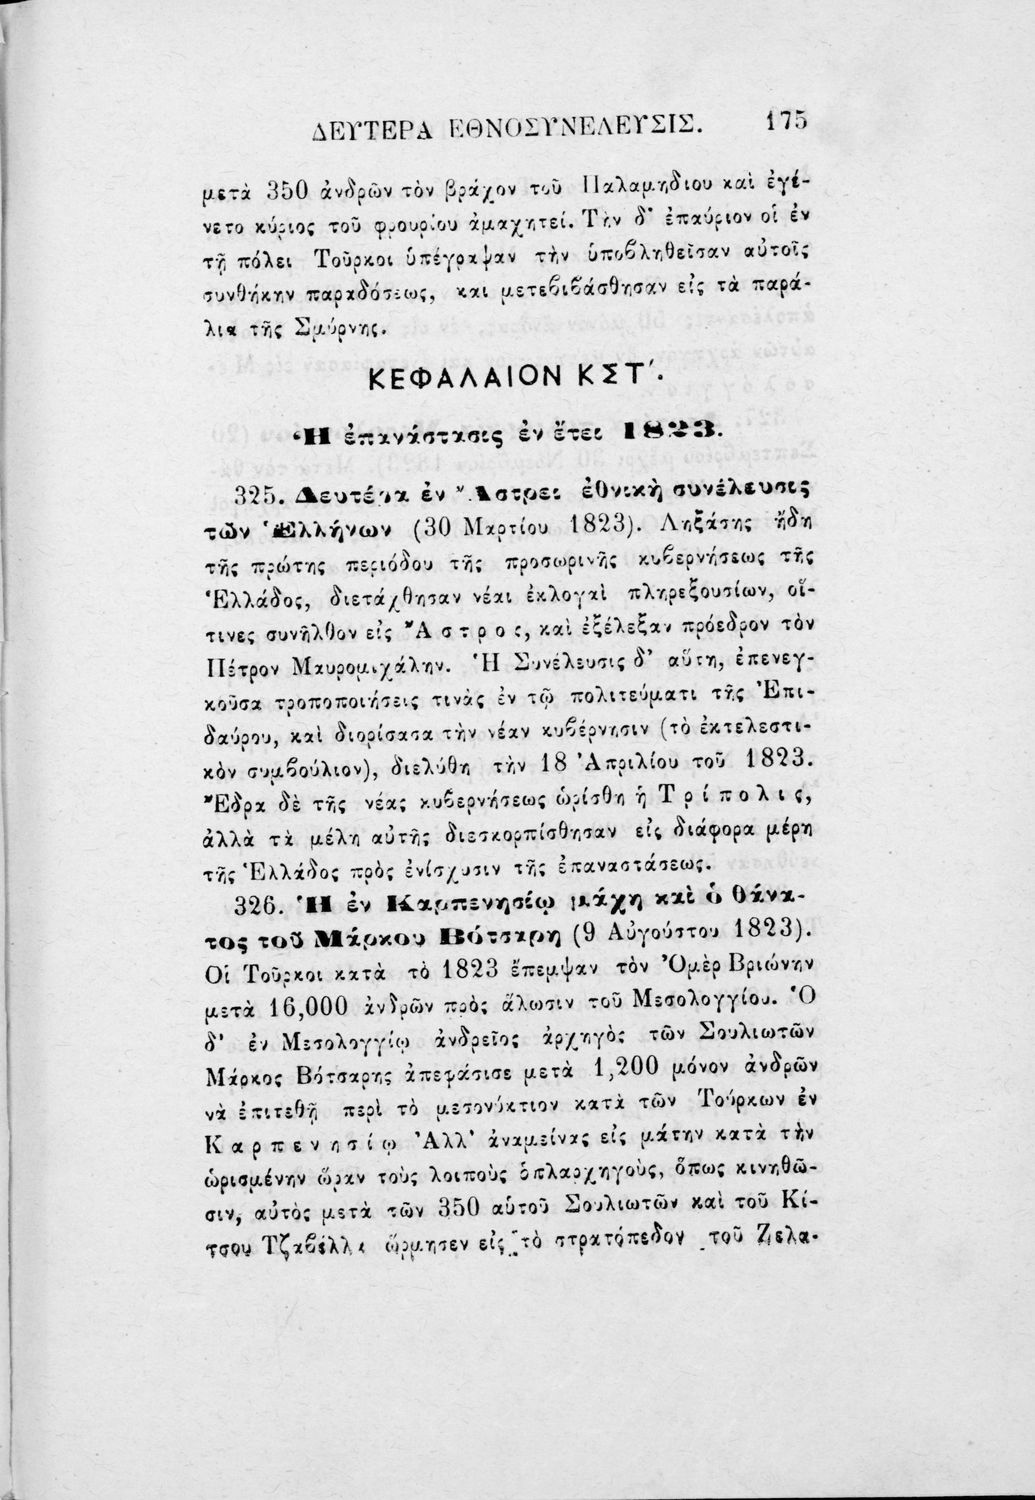 ΔΕΥΤΕΡΑ ΕΘΝΟΣΥΝΕΛΕΥΣΙΣ. 175
μετὰ 350 ἀνδρῶν τὸν βράχον τοῦ Παλαμηδίου καὶ ἐγέ-
νετο κύριος τοῦ φρουρίου ἀμαχητεί. Τὴν δ' ἐπαύριον οἱ ἐν
τῇ πόλει Τοῦρκοι ὑπέγραψαν τὴν ὑποβληθεῖσαν αὐτοῖς
συνθήκην παραδόσεως, και μετεβιβάσθησαν εἰς τὰ παρά-
λια τῆς Σμύρνης.
ΚΕΦΑΛΑΙΟΝ ΚΣΤ'.
Ἡ ἐπανάστασις ἐν ἔτει 1823.
325. Δευτέρα ἐν Ἄστρει ἐθνικὴ συνέλευσις
τῶν Ἑλλήνων (30 Μαρτίου 1823). Ληξάσης ἤδη
τῆς πρώτης περιόδου τῆς προσωρινῆς κυβερνήσεως τῆς
Ἑλλάδος, διετάχθησαν νέαι ἐκλογαὶ πληρεξουσίων, οἵ-
τινες συνῆλθον εἰς Ἄστρος, καὶ ἐξέλεξαν πρόεδρον τὸν
Πέτρον Μαυρομιχάλην. Ἡ Συνέλευσις δ' αὕτη, ἐπενεγ-
κοῦσα τροποποιήσεις τινὰς ἐν τῷ πολιτεύματι τῆς Ἐπι-
δαύρου, καὶ διορίσασα τὴν νέαν κυβέρνησιν (τὸ ἐκτελεστι-
κὸν συμβούλιον), διελύθη τὴν 18 Ἀπριλίου τοῦ 1823.
Ἕδρα δὲ τῆς νέας κυβερνήσεως ὡρίσθη ἡ Τρίπολις,
ἀλλὰ τὰ μέλη αὐτῆς διεσκορπίσθησαν εἰς διάφορα μέρη
τῆς Ἑλλάδος πρὸς ἐνίσχυσιν τῆς ἐπαναστάσεως.
326. Ἡ ἐν Καρπενησίῳ μάχη καὶ ὁ θάνα-
τος τοῦ Μάρκου Βότσαρη (9 Αὐγούστου 1823).
Οἱ Τοῦρκοι κατὰ τὸ 1823 ἔπεμψαν τὸν Ὀμὲρ Βριώνην
μετὰ 16,000 ἀνδρῶν πρὸς ἅλωσιν τοῦ Μεσολογγίου. Ὁ
δ' ἐν Μεσολογγίῳ ἀνδρεῖος ἀρχηγὸς τῶν Σουλιωτῶν
Μάρκος Βότσαρης ἀπεφάσισε μετὰ 1,200 μόνον ἀνδρῶν
νὰ ἐπιτεθῇ περὶ τὸ μεσονύκτιον κατὰ τῶν Τούρκων ἐν
Καρπενησίῳ Ἀλλ' ἀναμείνας εἰς μάτην κατὰ τὴν
ὡρισμένην ὥραν τοὺς λοιποὺς ὁπλαρχηγοὺς, ὅπως κινηθῶ-
σιν, αὐτὸς μετὰ τῶν 350 αὑτοῦ Σουλιωτῶν καὶ τοῦ Κί-
τσου Τζαβέλλα ὥρμησεν εἰς τὸ στρατόπεδον τοῦ Ζελα-